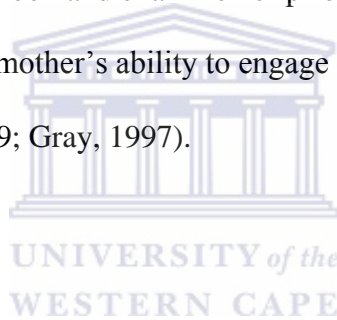 mother's ability to engage
9; Gray, 1997).
UNIVERSITY of the
WESTERN CAPE